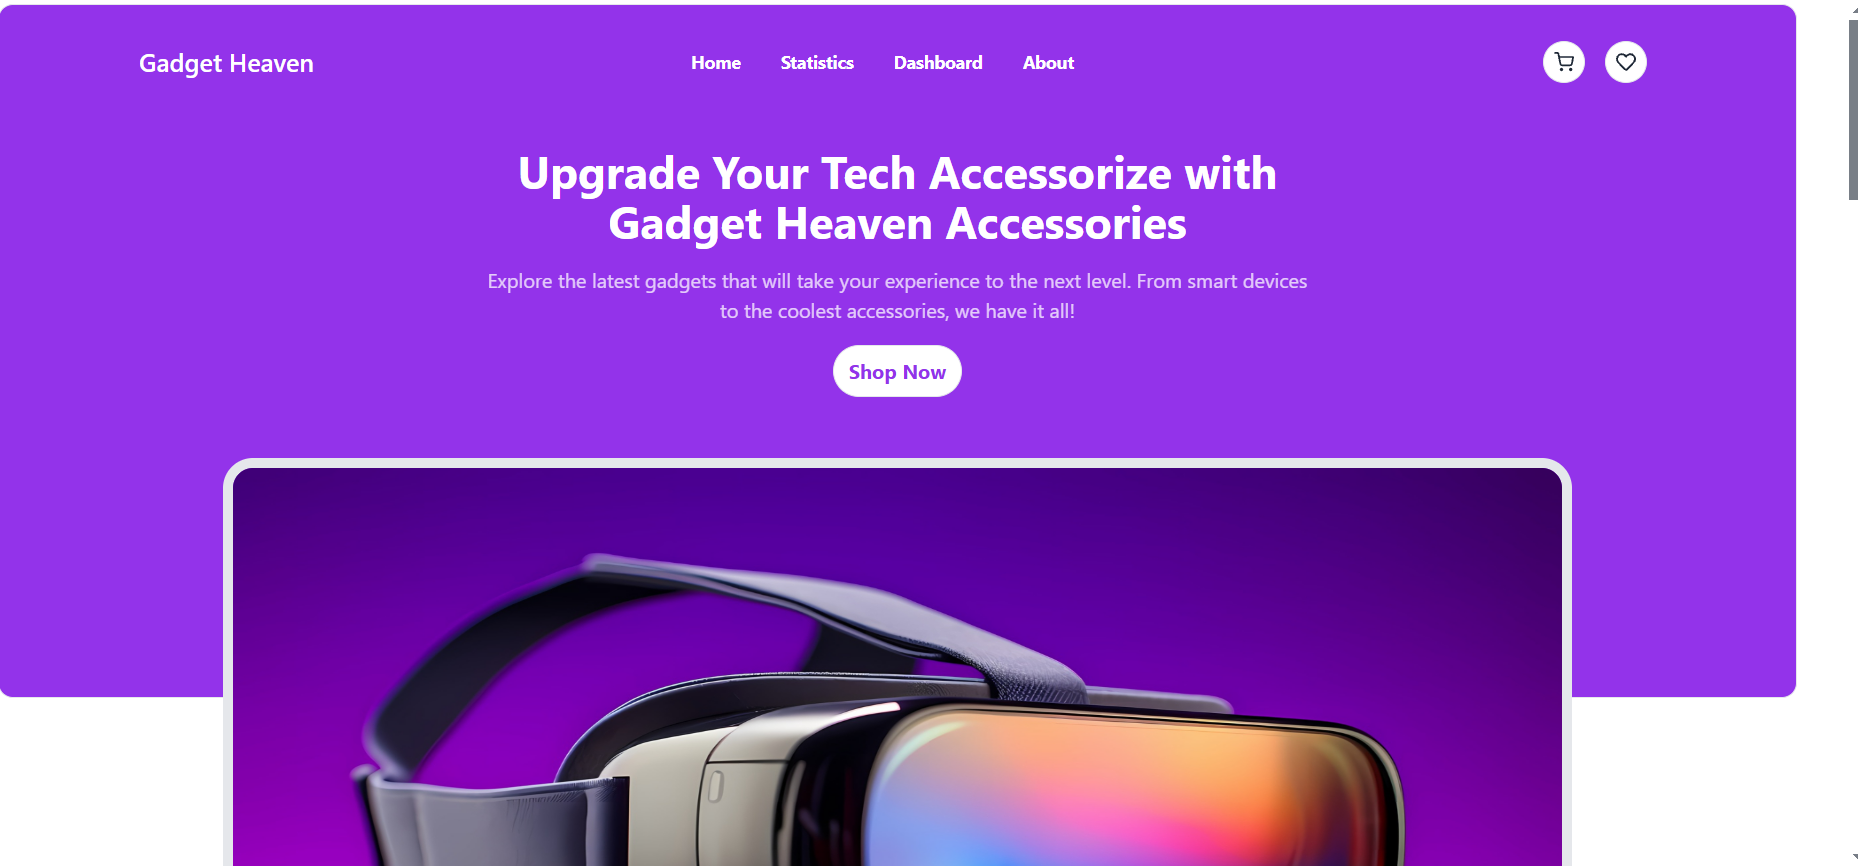 Gadget Heaven
Home Statistics Dashboard About
Upgrade Your Tech Accessorize with
Gadget Heaven Accessories
Explore the latest gadgets that will take your experience to the next level. From smart devices
to the coolest accessories, we have it all!
Shop Now